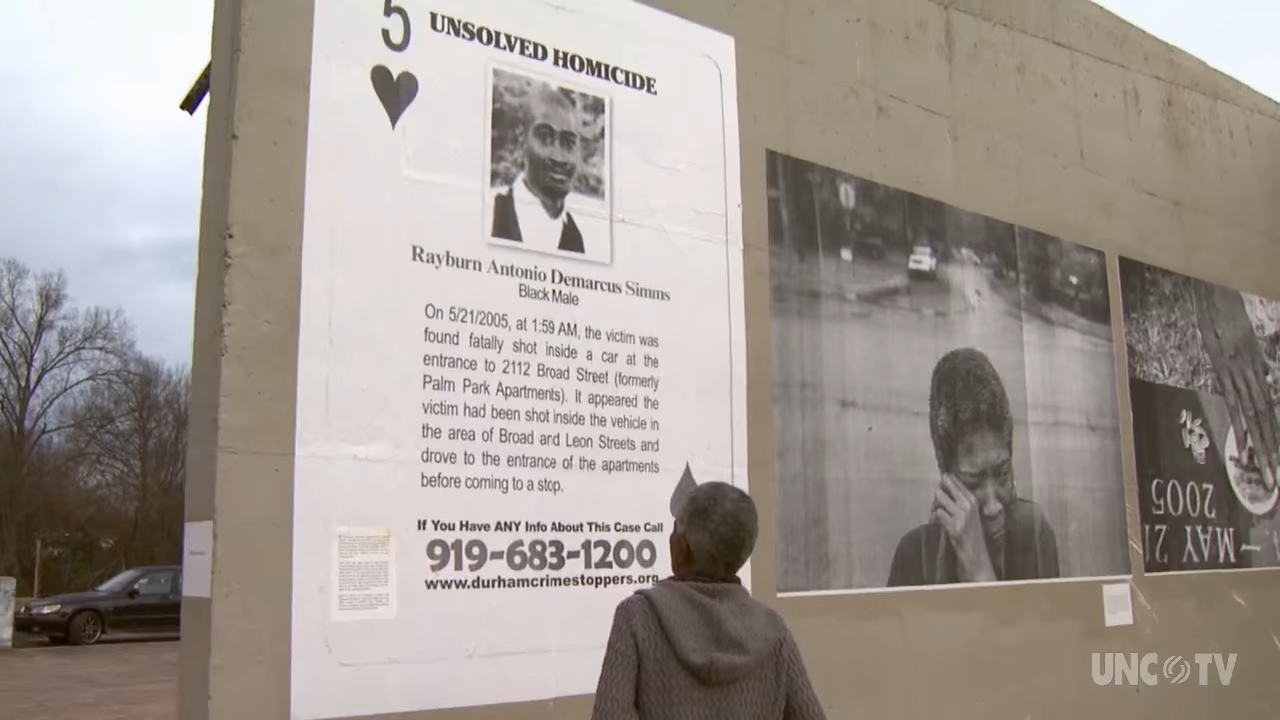 5
UNSOLVED HOMICIDE
Rayburn Antonio Demarcus Simms
Black Male
On 5/21/2005, at 1:59 AM, the victim was
found fatally shot inside a car at the
entrance to 2112 Broad Street (formerly
Palm Park Apartments). It appeared the
victim had been shot inside the vehicle in
the area of Broad and Leon Streets and
drove to the entrance of the apartments
before coming to a stop.
If You Have ANY Info About This Case Call
919-683-1200
www.durhamcrimestoppers.org
2005
— MAY 21
UNC TV